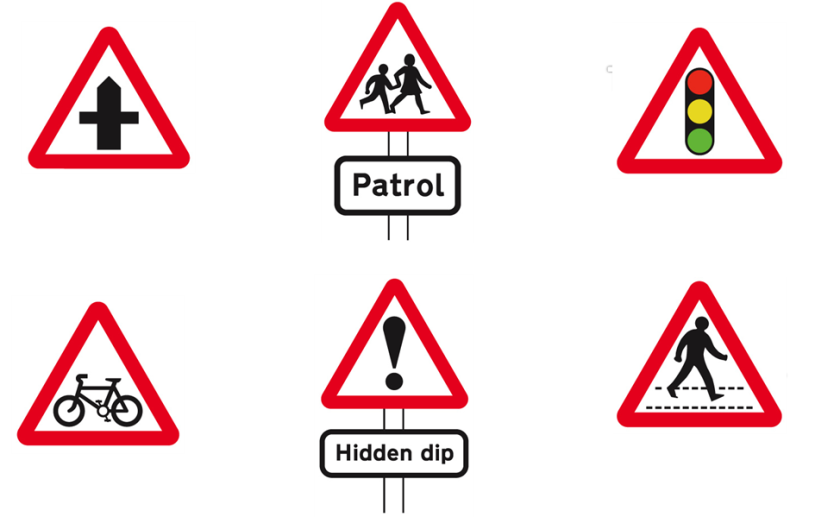 Patrol
Hidden dip